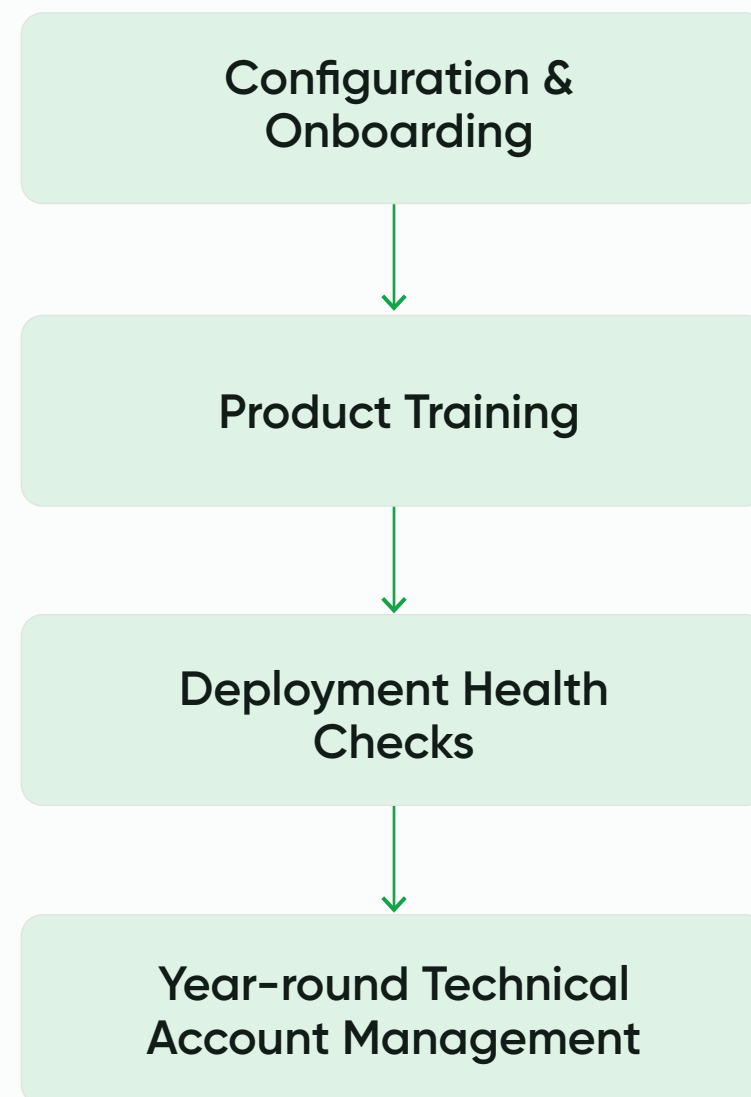 Configuration &
Onboarding
Product Training
Deployment Health
Checks
Year-round Technical
Account Management